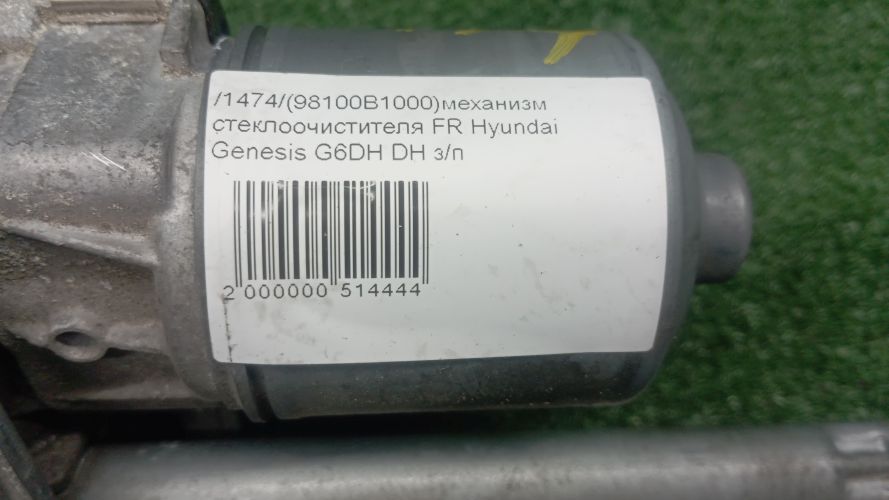 /1474/(98100B1000)механизм
стеклоочистителя FR Hyundai
Genesis G6DH DH з/п
2 000000 514444